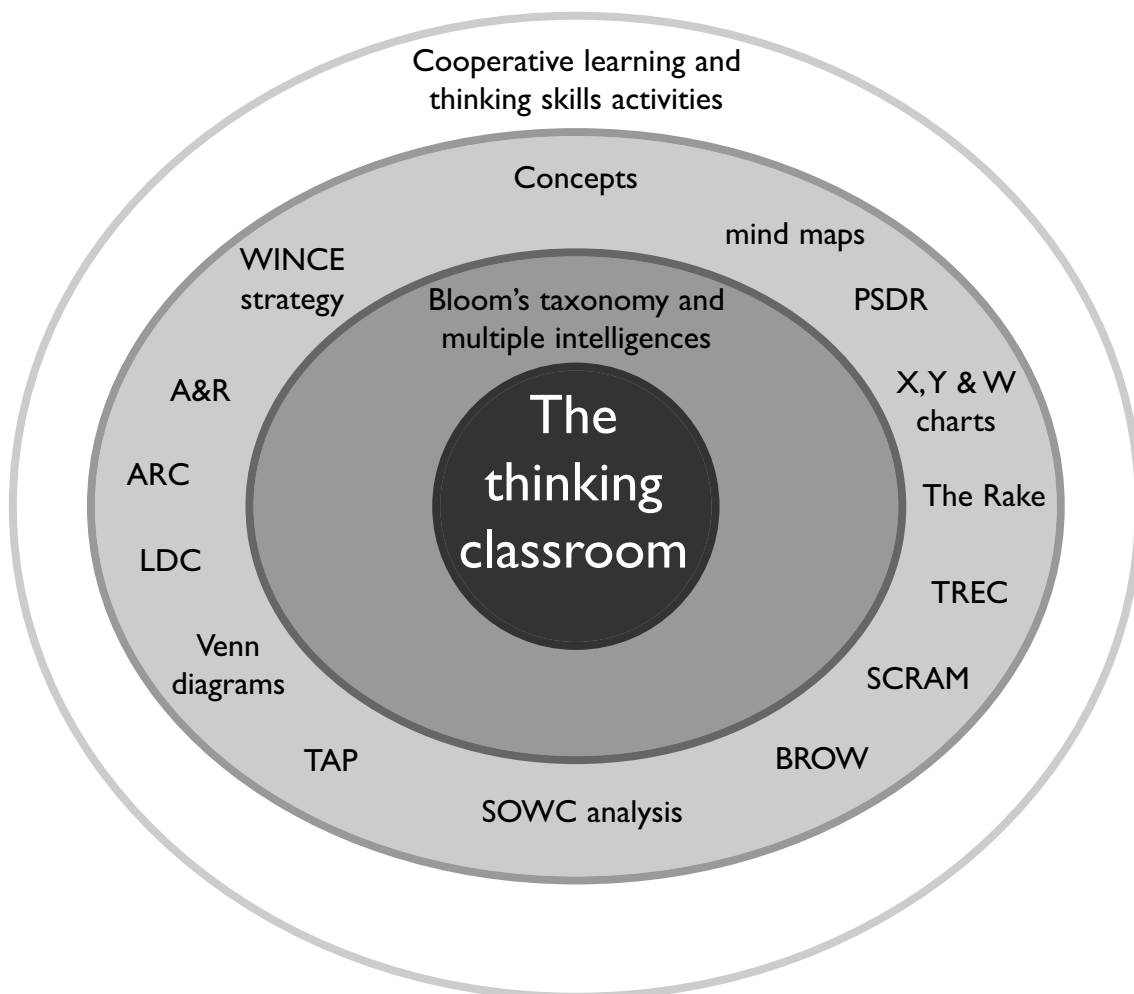 Cooperative learning and
thinking skills activities
Concepts
mind maps
PSDR
X, Y & W
charts
The Rake
TREC
SCRAM
BROW
SOWC analysis
TAP
Venn
diagrams
LDC
ARC
A&R
WINCE
strategy
Bloom’s taxonomy and
multiple intelligences
The
thinking
classroom